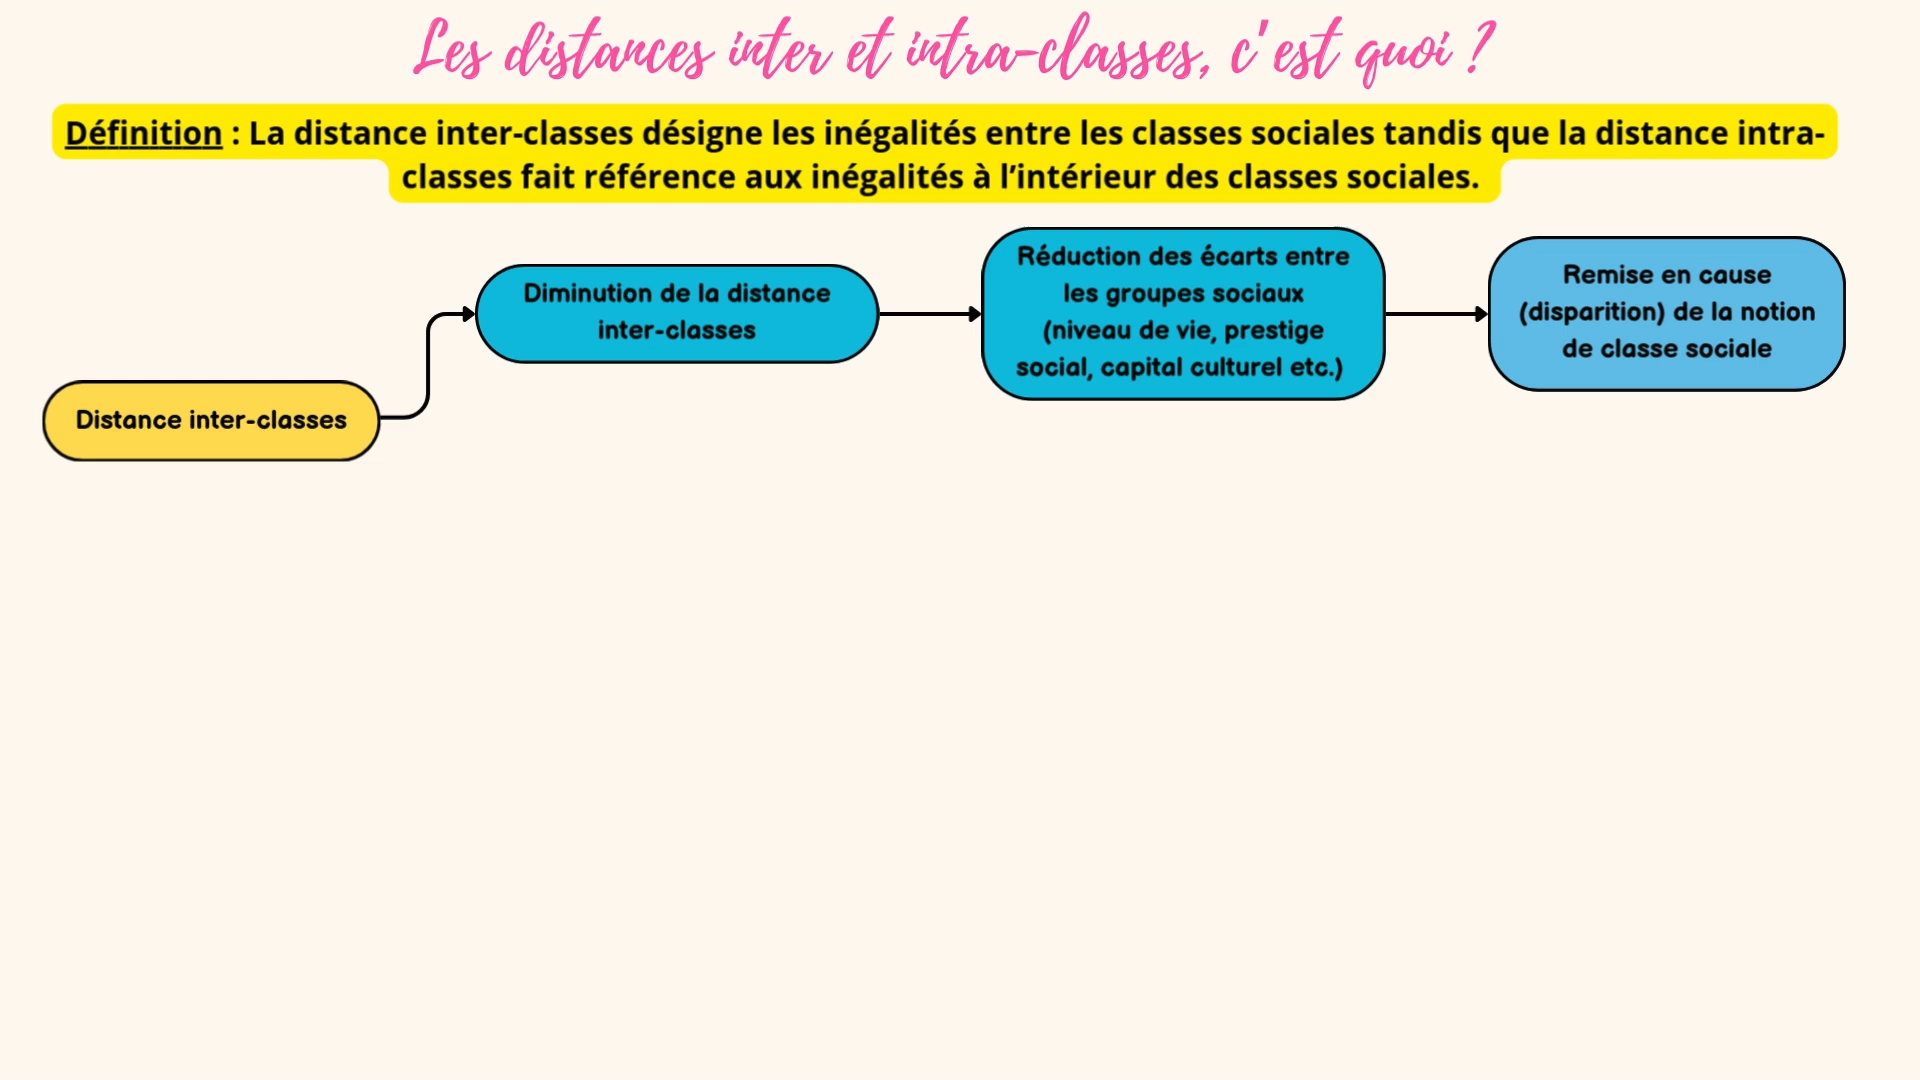 Les distances inter et intra-classes, c'est quoi ?
Définition : La distance inter-classes désigne les inégalités entre les classes sociales tandis que la distance intra-
classes fait référence aux inégalités à l’intérieur des classes sociales.
Distance inter-classes
Diminution de la distance
inter-classes
Réduction des écarts entre
les groupes sociaux
(niveau de vie, prestige
social, capital culturel etc.)
Remise en cause
(disparition) de la notion
de classe sociale